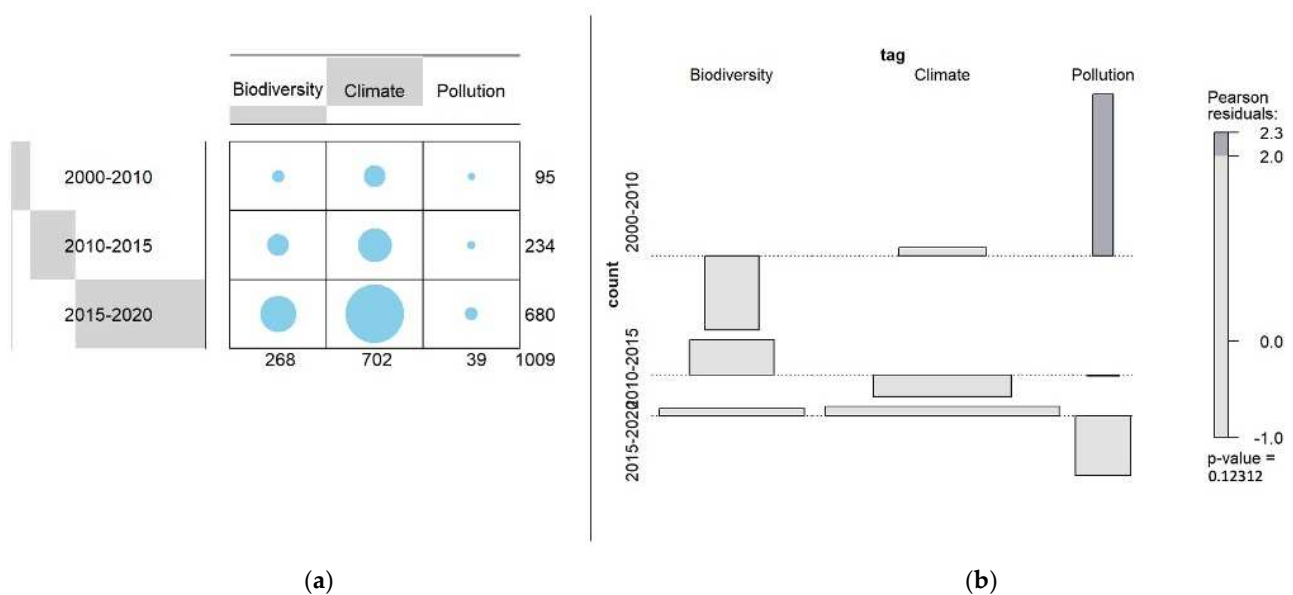 Biodiversity Climate Pollution
2000-2010 95
2010-2015 234
2015-2020 680
268 702 39 1009
(a)
tag
Biodiversity Climate Pollution
count
2000-2010
2010-2015
2015-2020
Pearson
residuals:
2.3
2.0
0.0
-1.0
p-value =
0.12312
(b)